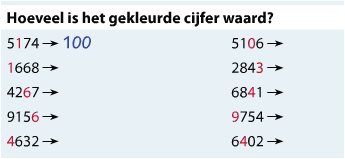 Hoeveel is het gekleurde cijfer waard?
5174 → 100 5106 →
1668 → 2843 →
4267 → 6841 →
9156 → 9754 →
4632 → 6402 →